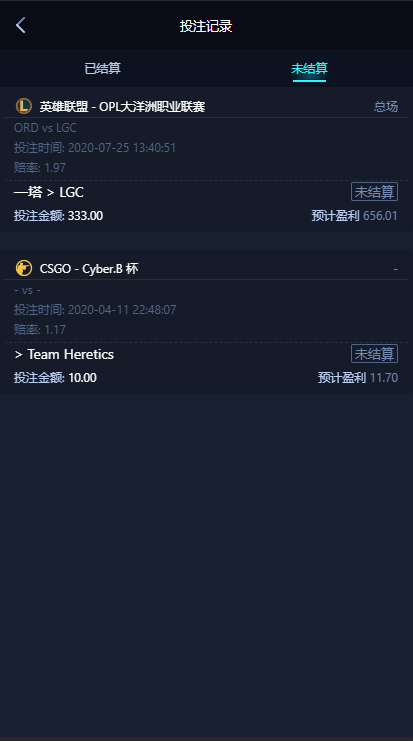 投注记录
已结算 未结算
英雄联盟 - OPL大洋洲职业联赛 总场
ORD vs LGC
投注时间: 2020-07-25 13:40:51
赔率: 1.97
一塔 > LGC 未结算
投注金额: 333.00 预计盈利 656.01
CSGO - Cyber.B 杯 -
- vs -
投注时间: 2020-04-11 22:48:07
赔率: 1.17
> Team Heretics 未结算
投注金额: 10.00 预计盈利 11.70